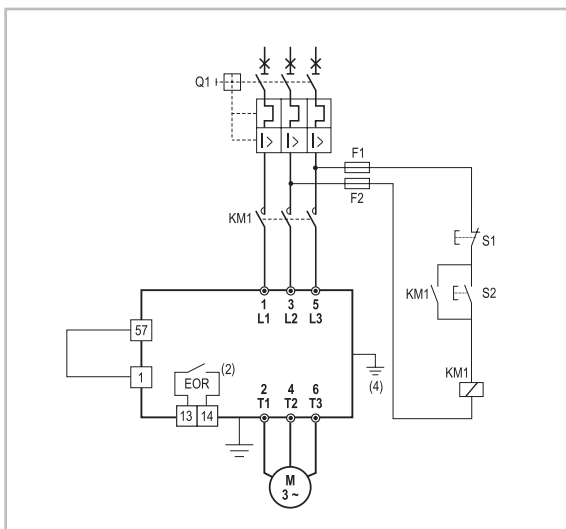 Q1
I> I> I>
F1
F2
KM1
S1
KM1
S2
1 3 5
L1 L2 L3
57
1
(2)
EOR
(4)
KM1
13 14
2 4 6
T1 T2 T3
M
3 ~